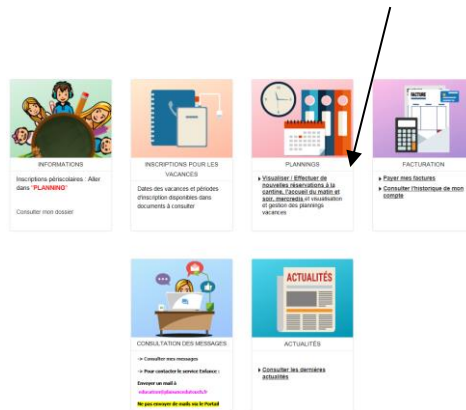 INFORMATIONS
Inscriptions périscolaires : Aller
dans "PLANNING"
Consulter mon dossier
INSCRIPTIONS POUR LES
VACANCES
Dates des vacances et périodes
d'inscription disponibles dans
documents à consulter
PLANNINGS
Visualiser / Effectuer de
nouvelles réservations à la
cantine, l'accueil du matin et
soir, mercredis et visualisation
et gestion des plannings
vacances
FACTURE
FACTURATION
Payer mes factures
Consulter l'historique de mon
compte
CONSULTATION DES MESSAGES
-> Consulter mes messages
-> Pour contacter le service Enfance :
Envoyer un mail à
Ne pas envoyer de mails via le Portail
ACTUALITÉS
ACTUALITÉS
Consulter les dernières
actualités